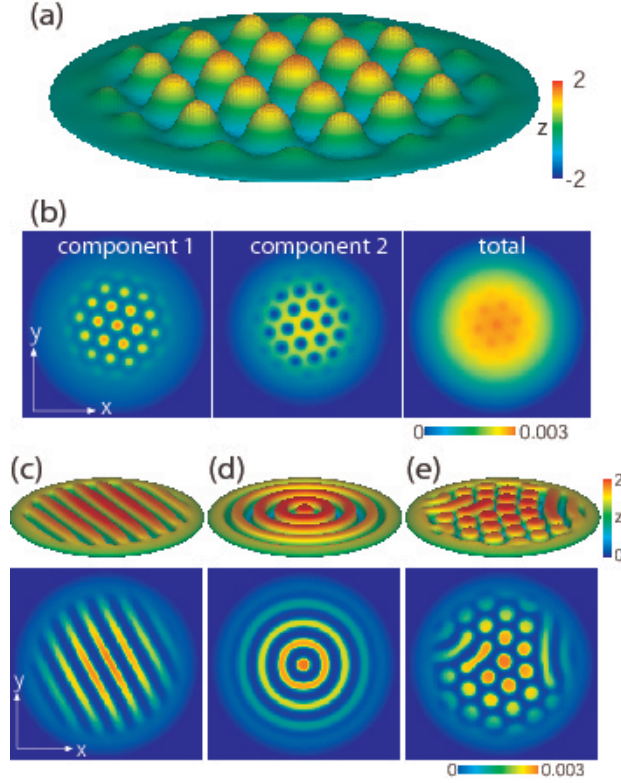 (a)
2
z
-2
(b)
component 1
component 2
total
y
x
0
0.003
(c)
(d)
(e)
2
0
y
x
0
0.003